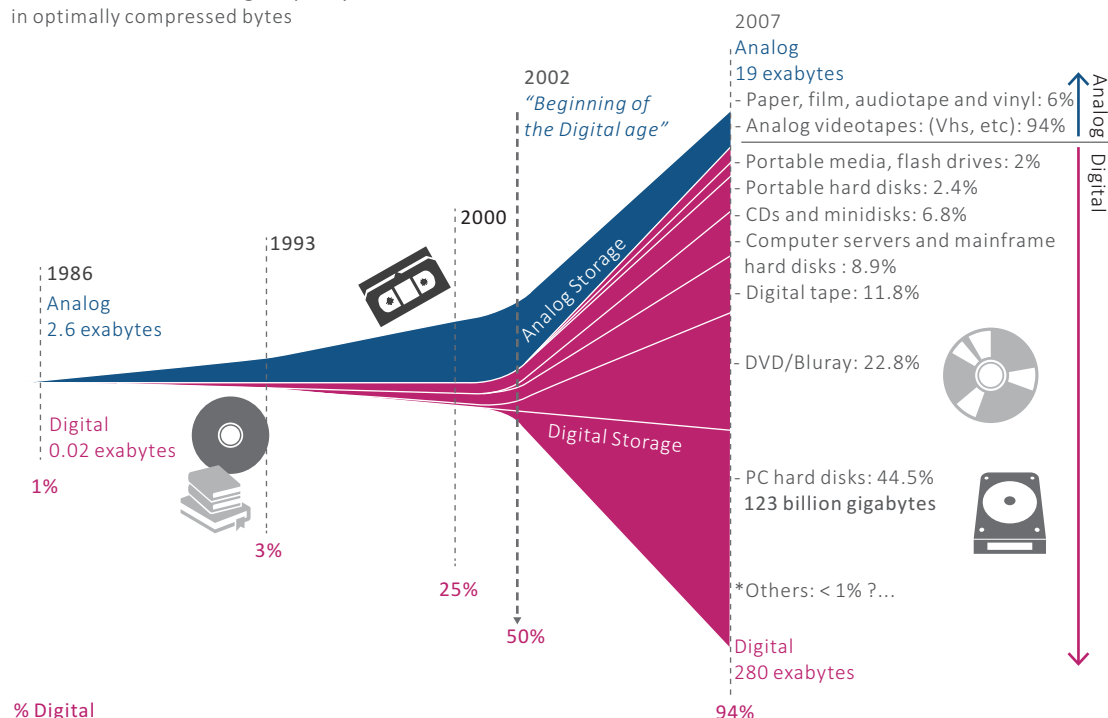 in optimally compressed bytes
2007
Analog
19 exabytes
- Paper, film, audiotape and vinyl: 6%
- Analog videotapes: (Vhs, etc): 94%
Analog
Digital
2002
“Beginning of
the Digital age”
- Portable media, flash drives: 2%
- Portable hard disks: 2.4%
- CDs and minidisks: 6.8%
- Computer servers and mainframe
hard disks : 8.9%
- Digital tape: 11.8%
2000
1993
1986
Analog
2.6 exabytes
Analog Storage
- DVD/Bluray: 22.8%
Digital
0.02 exabytes
Digital Storage
1%
- PC hard disks: 44.5%
123 billion gigabytes
3%
25%
*Others: < 1% ?...
50%
Digital
280 exabytes
% Digital
94%